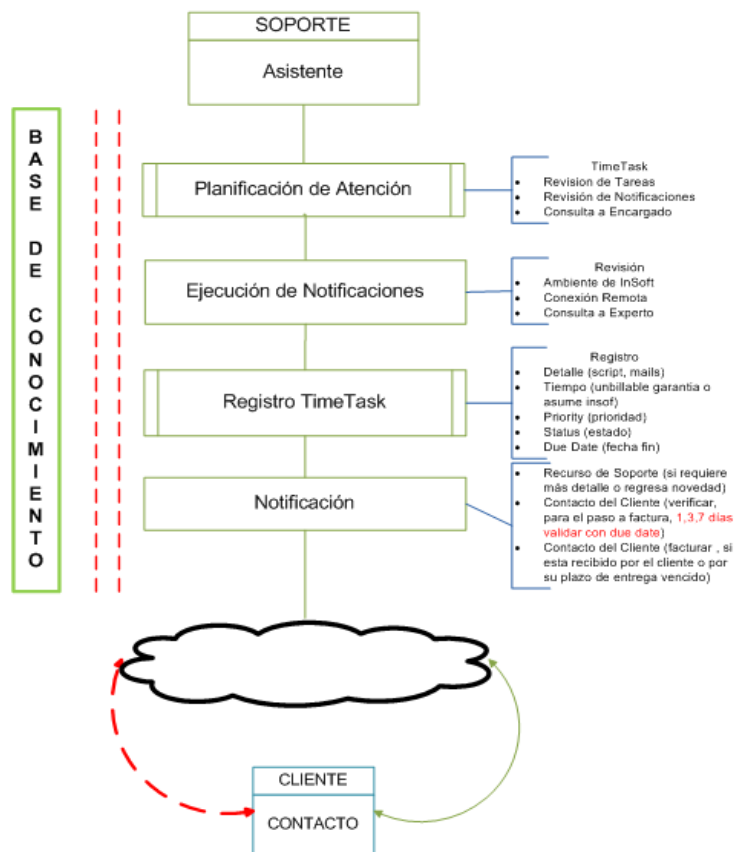 SOPORTE
Asistente
BASE DE CONOCIMIENTO
Planificación de Atención
TimeTask
• Revision de Tareas
• Revisión de Notificaciones
• Consulta a Encargado
Ejecución de Notificaciones
Revisión
• Ambiente de InSoft
• Conexión Remota
• Consulta a Experto
Registro TimeTask
Registro
• Detalle (script, mails)
• Tiempo (unbillable garantia o
asume insof)
• Priority (prioridad)
• Status (estado)
• Due Date (fecha fin)
Notificación
• Recurso de Soporte (si requiere
más detalle o regresa novedad)
• Contacto del Cliente (verificar,
para el paso a factura, 1,3,7 días
validar con due date)
• Contacto del Cliente (facturar , si
esta recibido por el cliente o por
su plazo de entrega vencido)
CLIENTE
CONTACTO